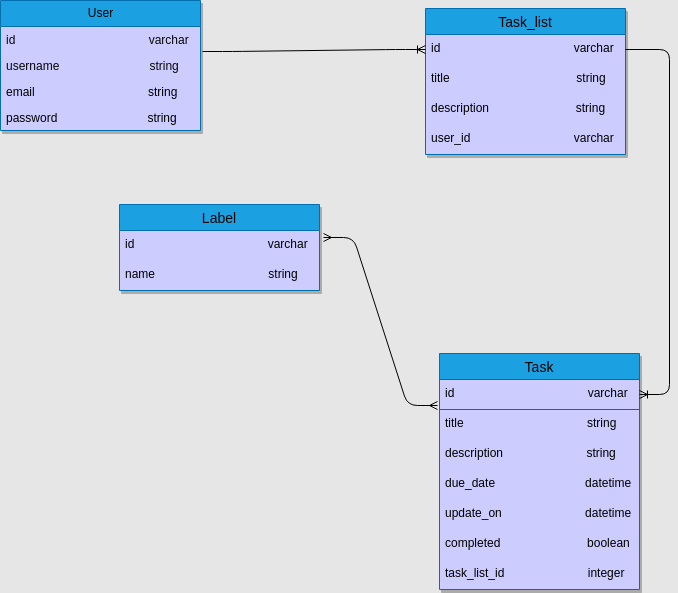 User
id varchar
username string
email string
password string
Task_list
id varchar
title string
description string
user_id varchar
Label
id varchar
name string
Task
id varchar
title string
description string
due_date datetime
update_on datetime
completed boolean
task_list_id integer